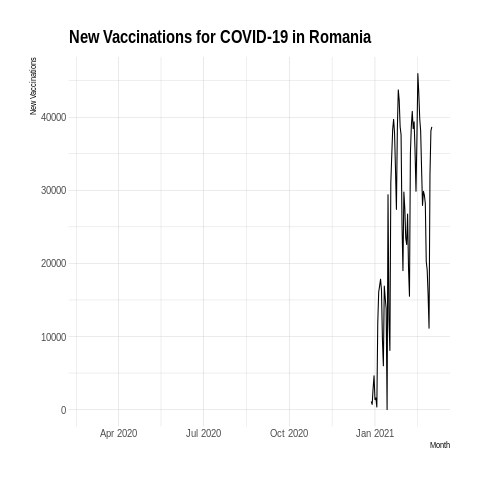 New Vaccinations for COVID-19 in Romania
New Vaccinations
40000
30000
20000
10000
0
Apr 2020 Jul 2020 Oct 2020 Jan 2021
Month